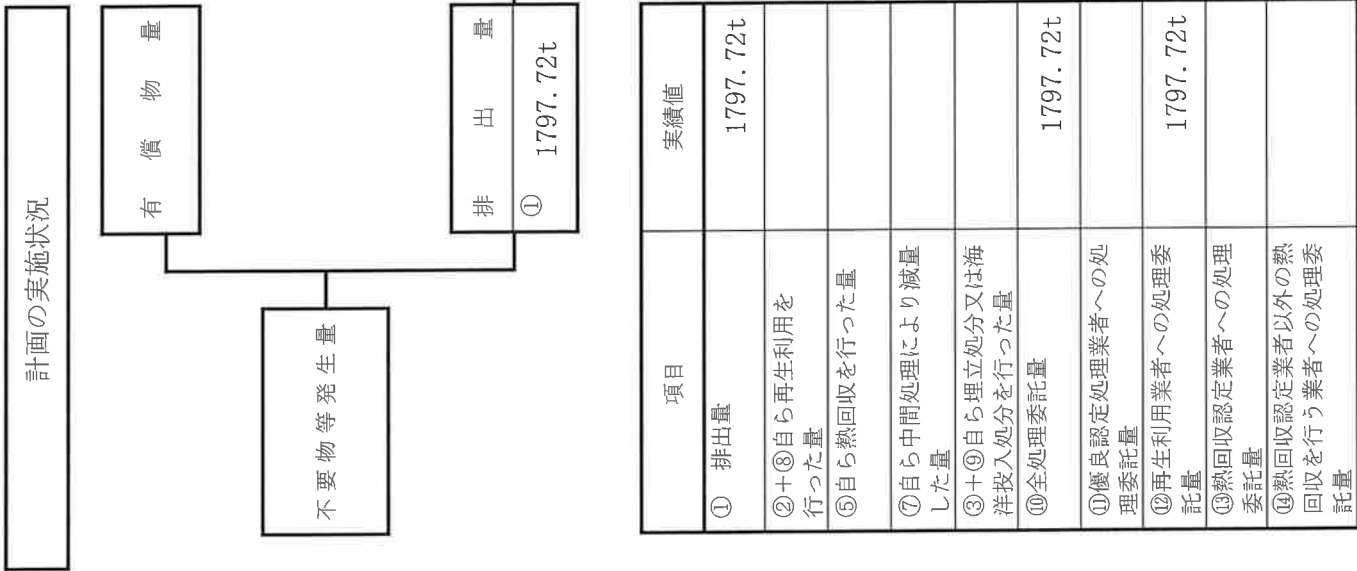 計画の実施状況
有償物量
不要物等発生量
排出量
①
1797.72t
項目
実績値
① 排出量
1797.72t
②+⑧自ら再生利用を
行った量
⑤自ら熱回収を行った量
⑦自ら中間処理により減量
した量
③+⑨自ら埋立処分又は海
洋投入処分を行った量
⑩全処理委託量
1797.72t
⑪優良認定処理業者への処
理委託量
⑫再生利用業者への処理委
託量
1797.72t
⑬熱回収認定業者への処理
委託量
⑭熱回収認定業者以外の熱
回収を行う業者への処理委
託量